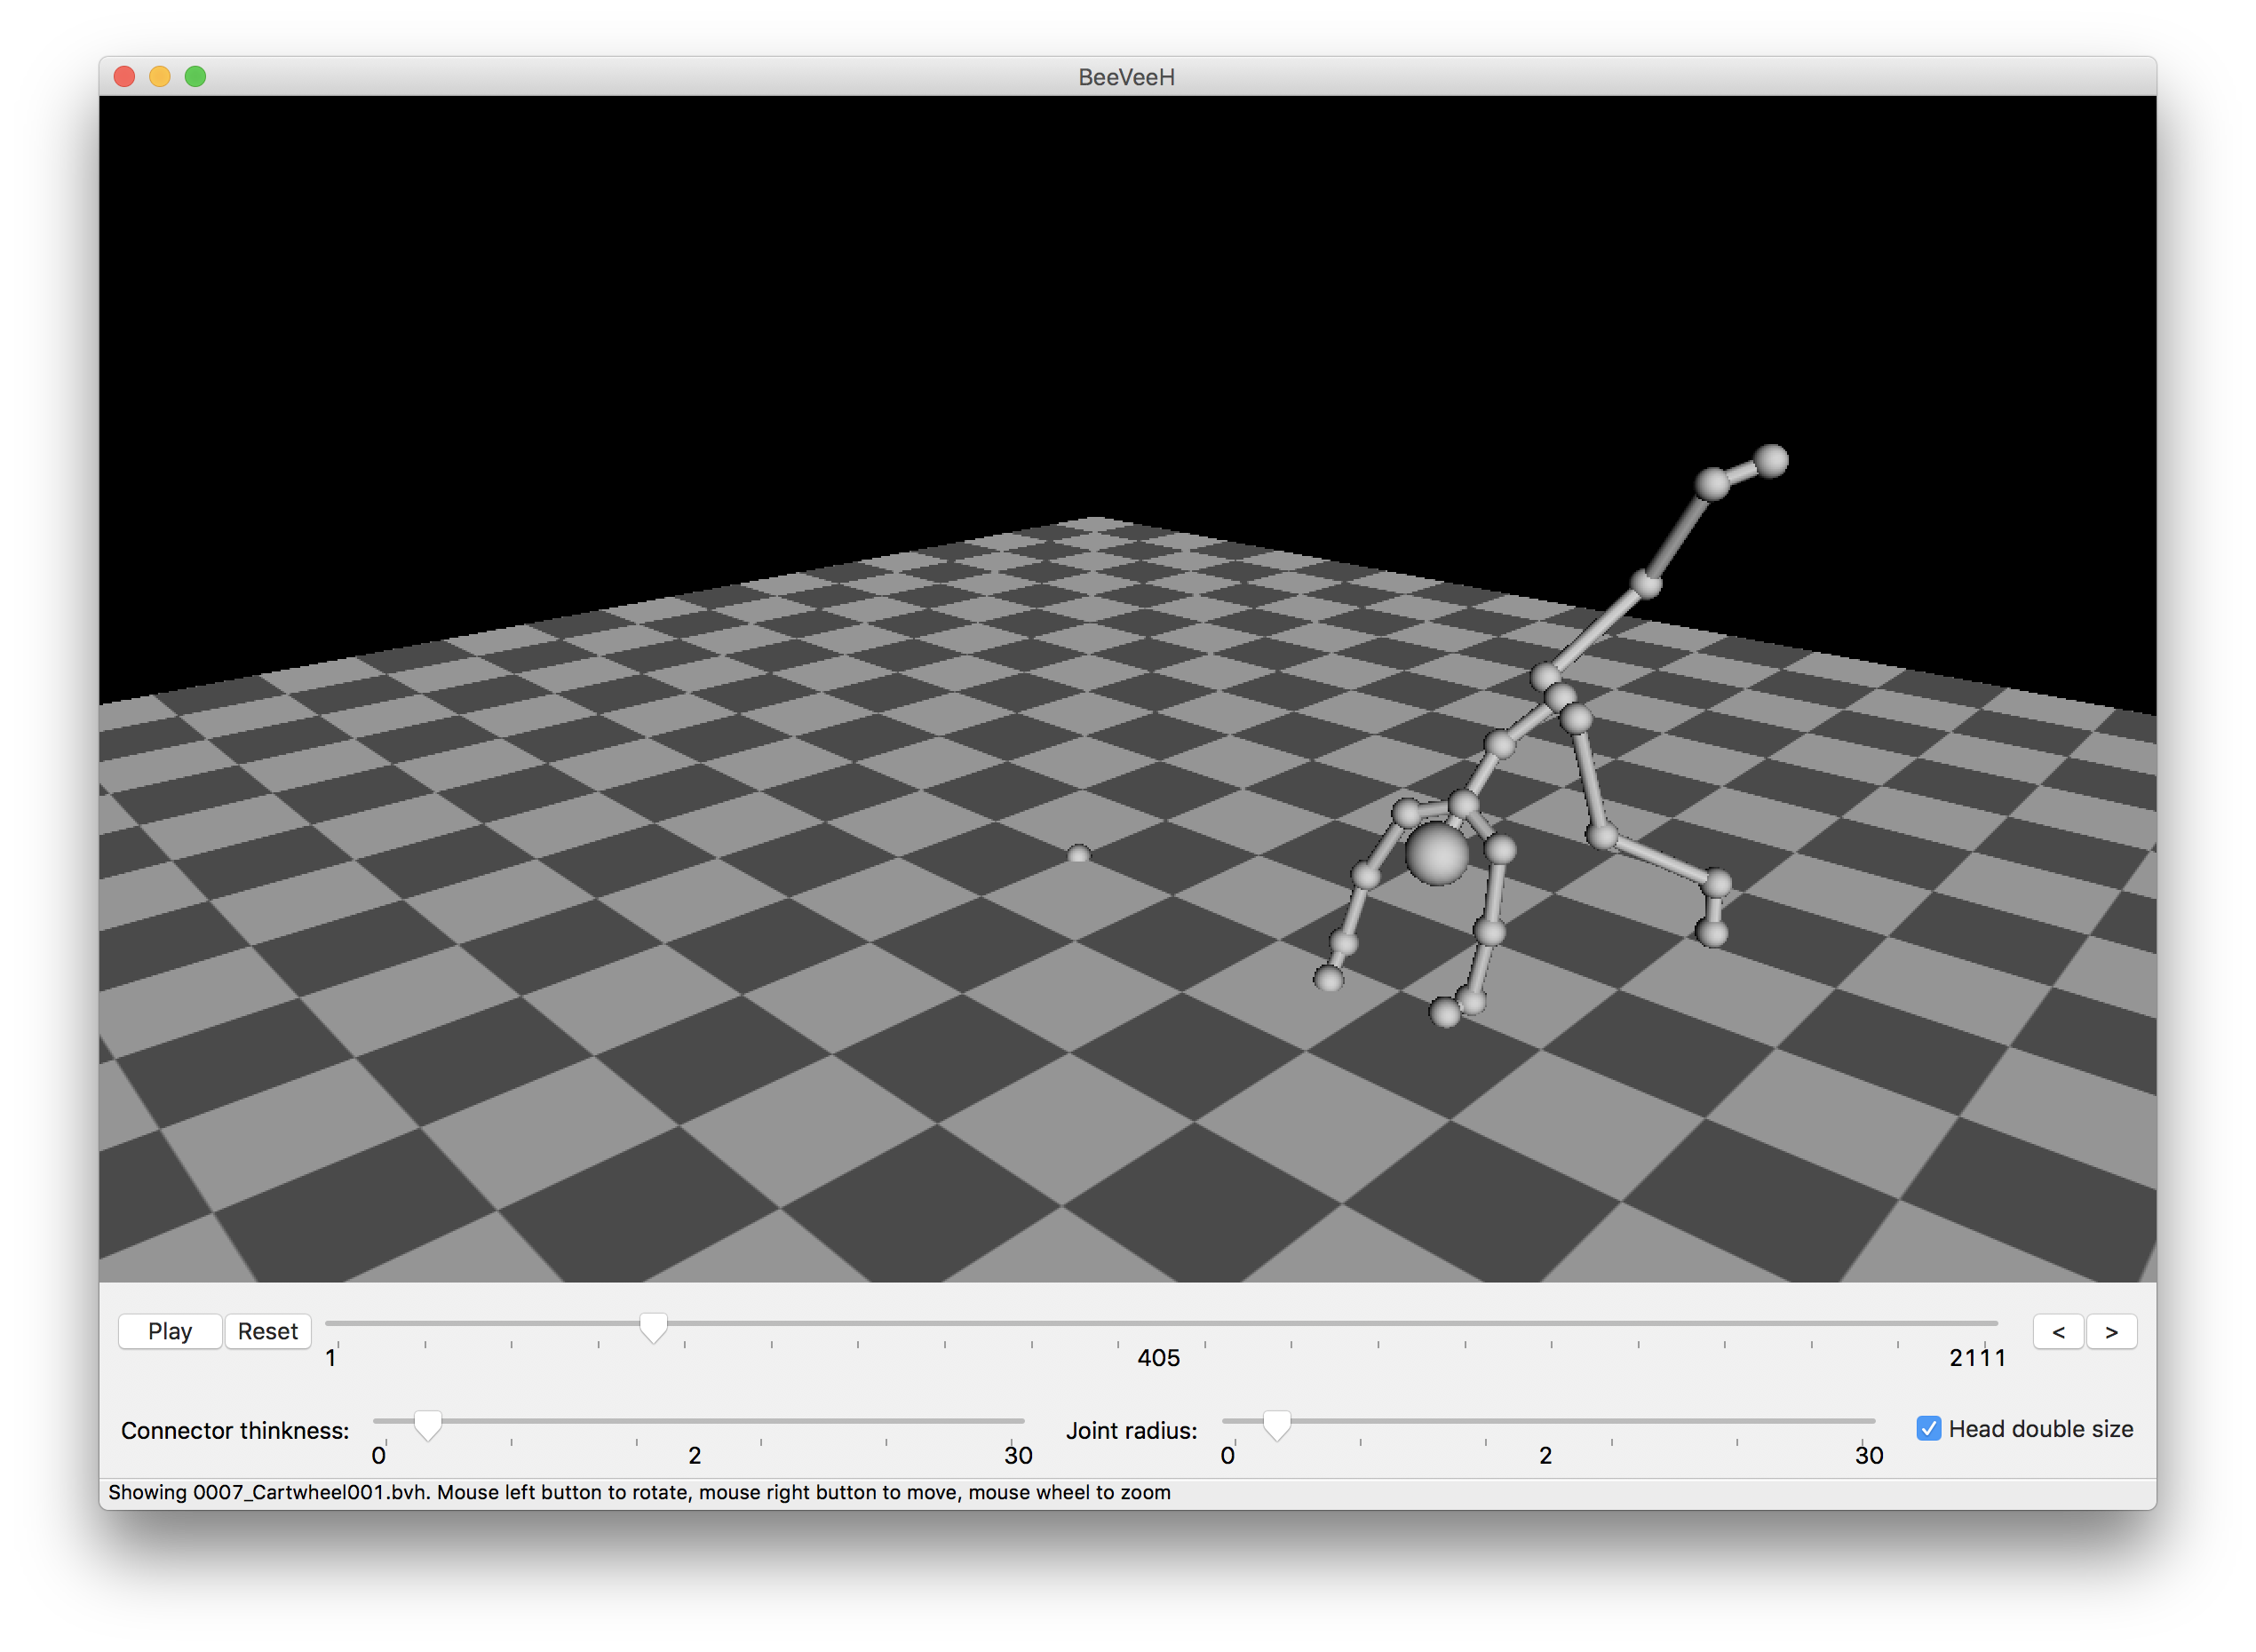 BeeVeeH
Play Reset < >
1 405 2111
Connector thinkness: Joint radius: Head double size
0 2 30 0 2 30
Showing 0007_Cartwheel001.bvh. Mouse left button to rotate, mouse right button to move, mouse wheel to zoom